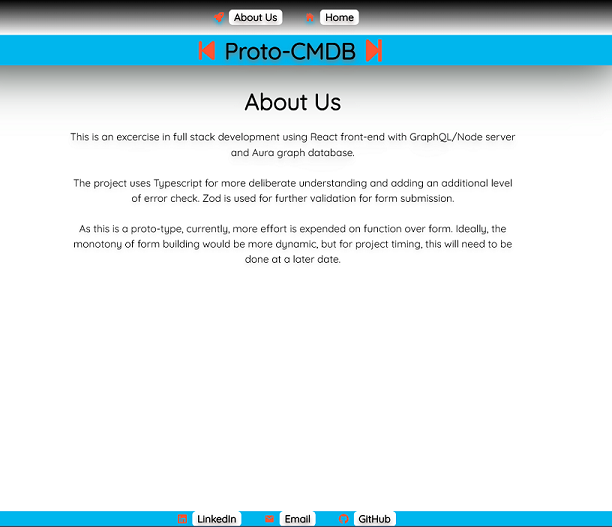 About Us Home
Proto-CMDB
About Us
This is an excercise in full stack development using React front-end with GraphQL/Node server
and Aura graph database.
The project uses Typescript for more deliberate understanding and adding an additional level
of error check. Zod is used for further validation for form submission.
As this is a proto-type, currently, more effort is expended on function over form. Ideally, the
monotony of form building would be more dynamic, but for project timing, this will need to be
done at a later date.
LinkedIn Email GitHub